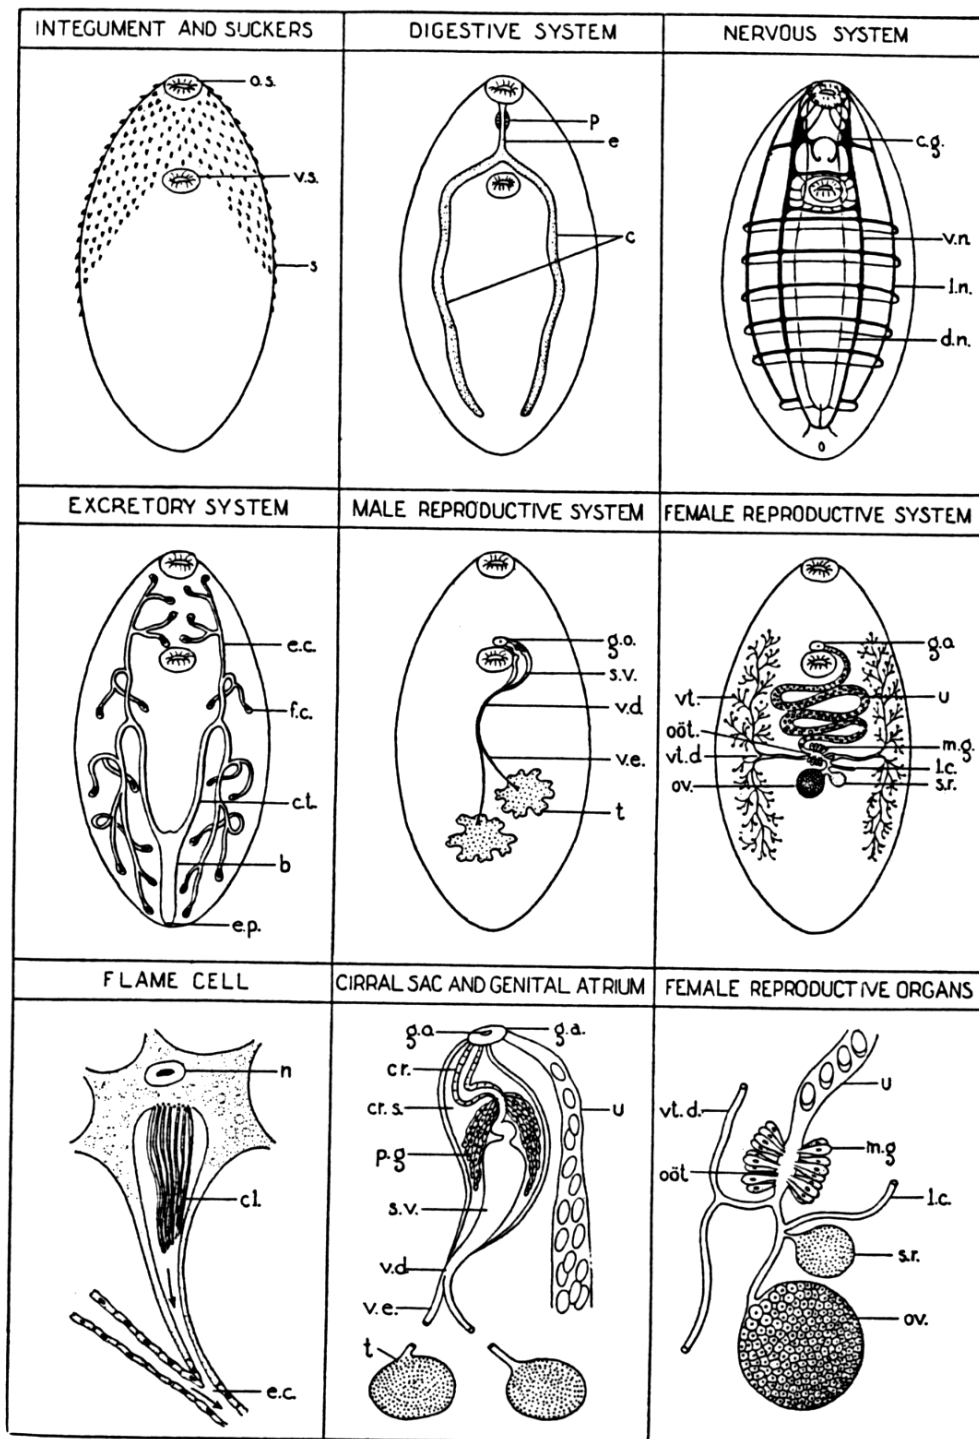 INTEGUMENT AND SUCKERS
o.s.
v.s.
s
DIGESTIVE SYSTEM
p
e
c
NERVOUS SYSTEM
c.g.
v.n.
l.n.
d.n.
EXCRETORY SYSTEM
e.c.
f.c.
c.t.
b
e.p.
MALE REPRODUCTIVE SYSTEM
g.o.
s.v.
v.d
v.e.
t
FEMALE REPRODUCTIVE SYSTEM
g.a
vt.
u
oöt.
m.g.
vt.d
l.c.
ov.
s.r.
FLAME CELL
n
cl.
e.c.
CIRRAL SAC AND GENITAL ATRIUM
g.o
g.a.
cr.
cr. s.
u
p.g
s.v.
v.d
v.e.
t
FEMALE REPRODUCTIVE ORGANS
u
vt. d.
m.g
oöt
l.c.
s.r.
ov.